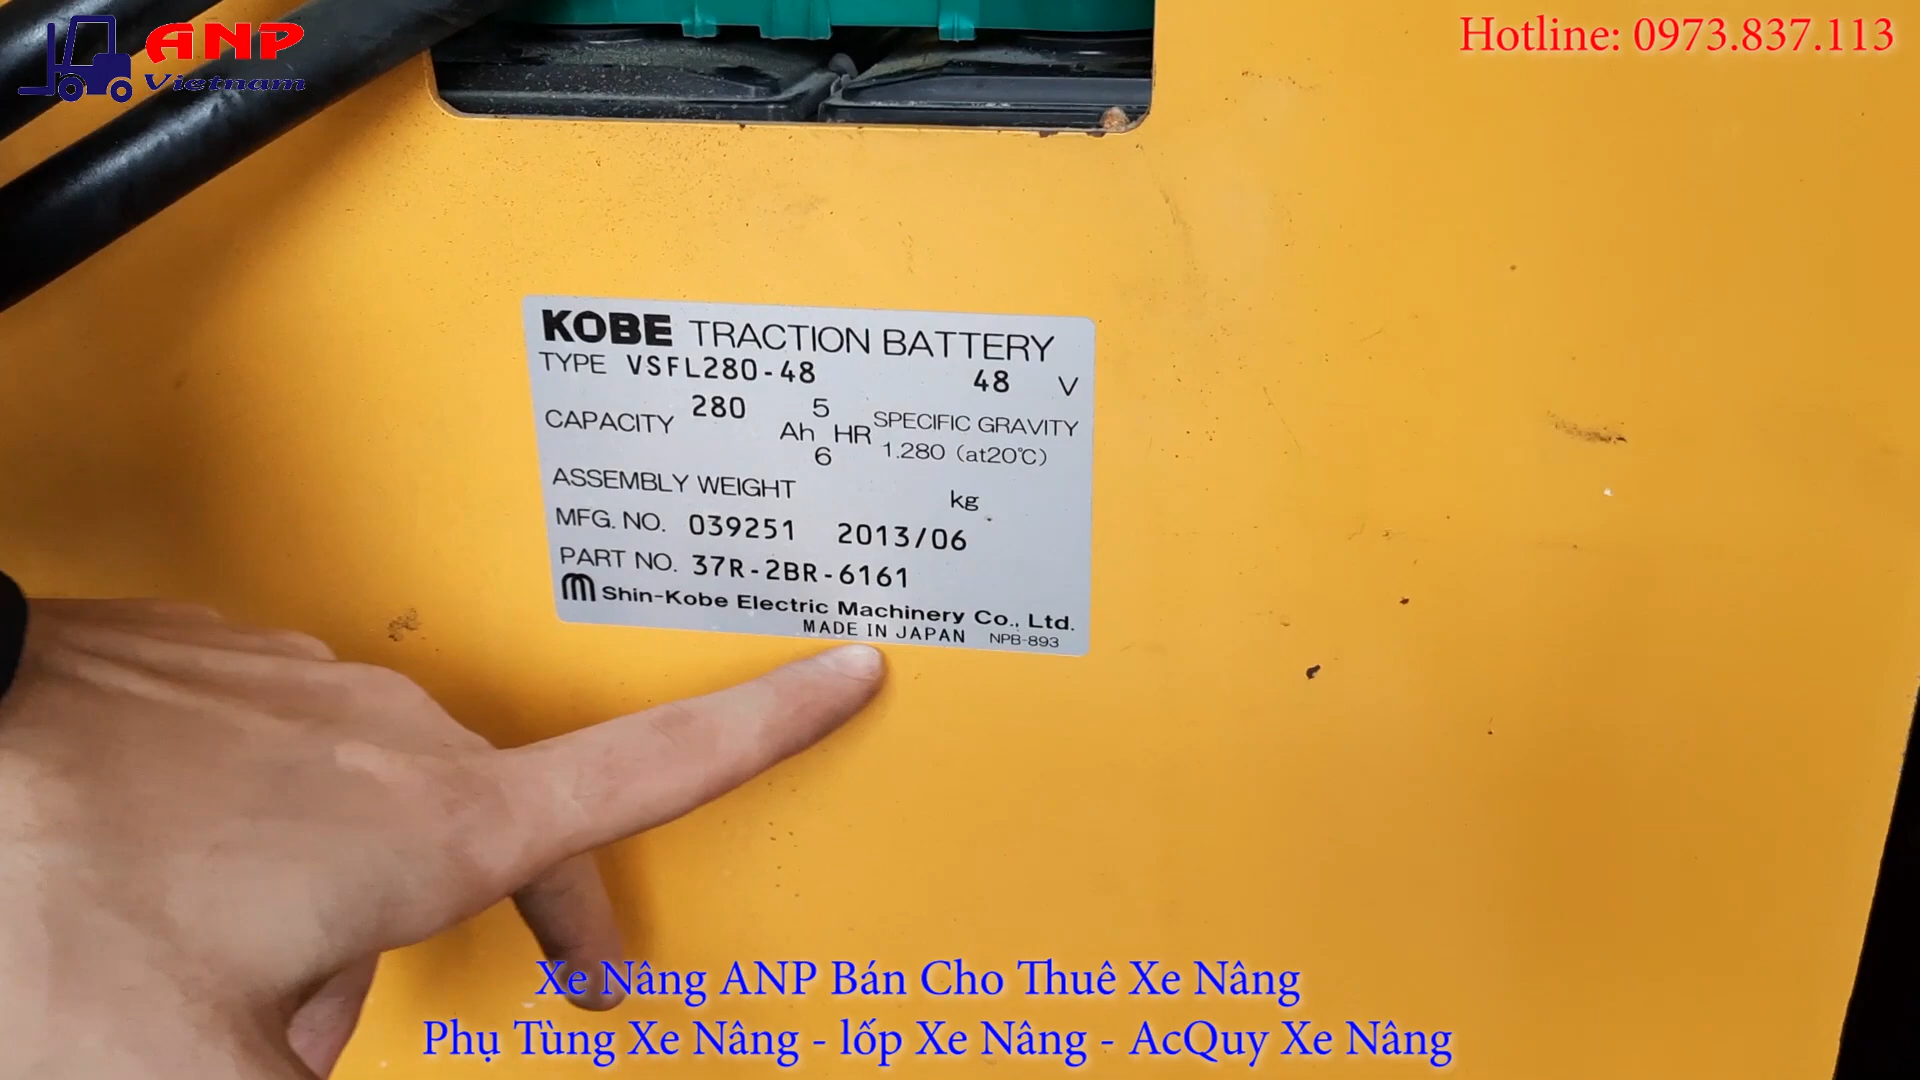 ANP
Vietnam
Hotline: 0973.837.113
KOBE TRACTION BATTERY
TYPE VSFL280-48 48 V
CAPACITY 280 Ah 5 HR 6
SPECIFIC GRAVITY
1.280 (at20℃)
ASSEMBLY WEIGHT kg
MFG. NO. 039251 2013/06
PART NO. 37R-2BR-6161
Shin-Kobe Electric Machinery Co., Ltd.
MADE IN JAPAN NPB-893
Xe Nâng ANP Bán Cho Thuê Xe Nâng
Phụ Tùng Xe Nâng - lốp Xe Nâng - AcQuy Xe Nâng